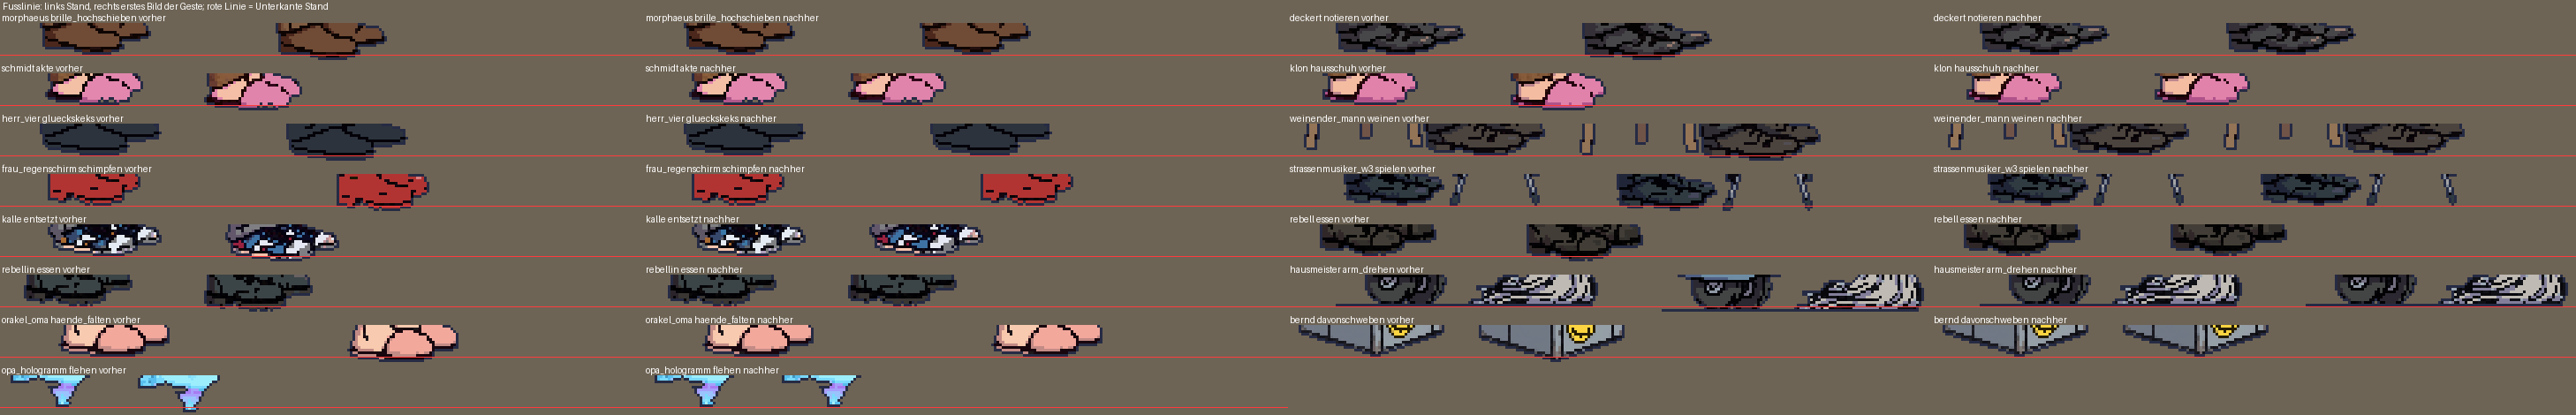 Fusslinie: links Stand, rechts erstes Bild der Geste; rote Linie = Unterkante Stand
morphaeus brille_hochschieben vorher
morphaeus brille_hochschieben nachher
deckert notieren vorher
deckert notieren nachher
schmidt akte vorher
schmidt akte nachher
klon hausschuh vorher
klon hausschuh nachher
herr_vier glueckskeks vorher
herr_vier glueckskeks nachher
weinender_mann weinen vorher
weinender_mann weinen nachher
frau_regenschirm schimpfen vorher
frau_regenschirm schimpfen nachher
strassenmusiker_w3 spielen vorher
strassenmusiker_w3 spielen nachher
kalle entsetzt vorher
kalle entsetzt nachher
rebell essen vorher
rebell essen nachher
rebellin essen vorher
rebellin essen nachher
hausmeister arm_drehen vorher
hausmeister arm_drehen nachher
orakel_oma haende_falten vorher
orakel_oma haende_falten nachher
bernd davonschweben vorher
bernd davonschweben nachher
opa_hologramm flehen vorher
opa_hologramm flehen nachher